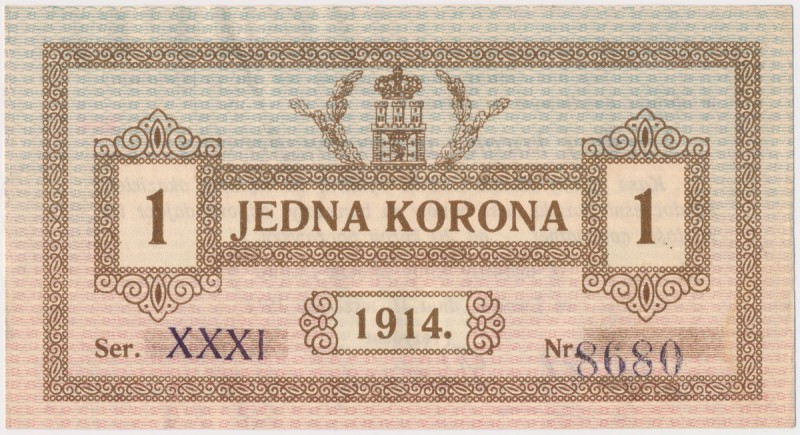 1 JEDNA KORONA 1
1914.
Ser. XXXI Nr. 8680